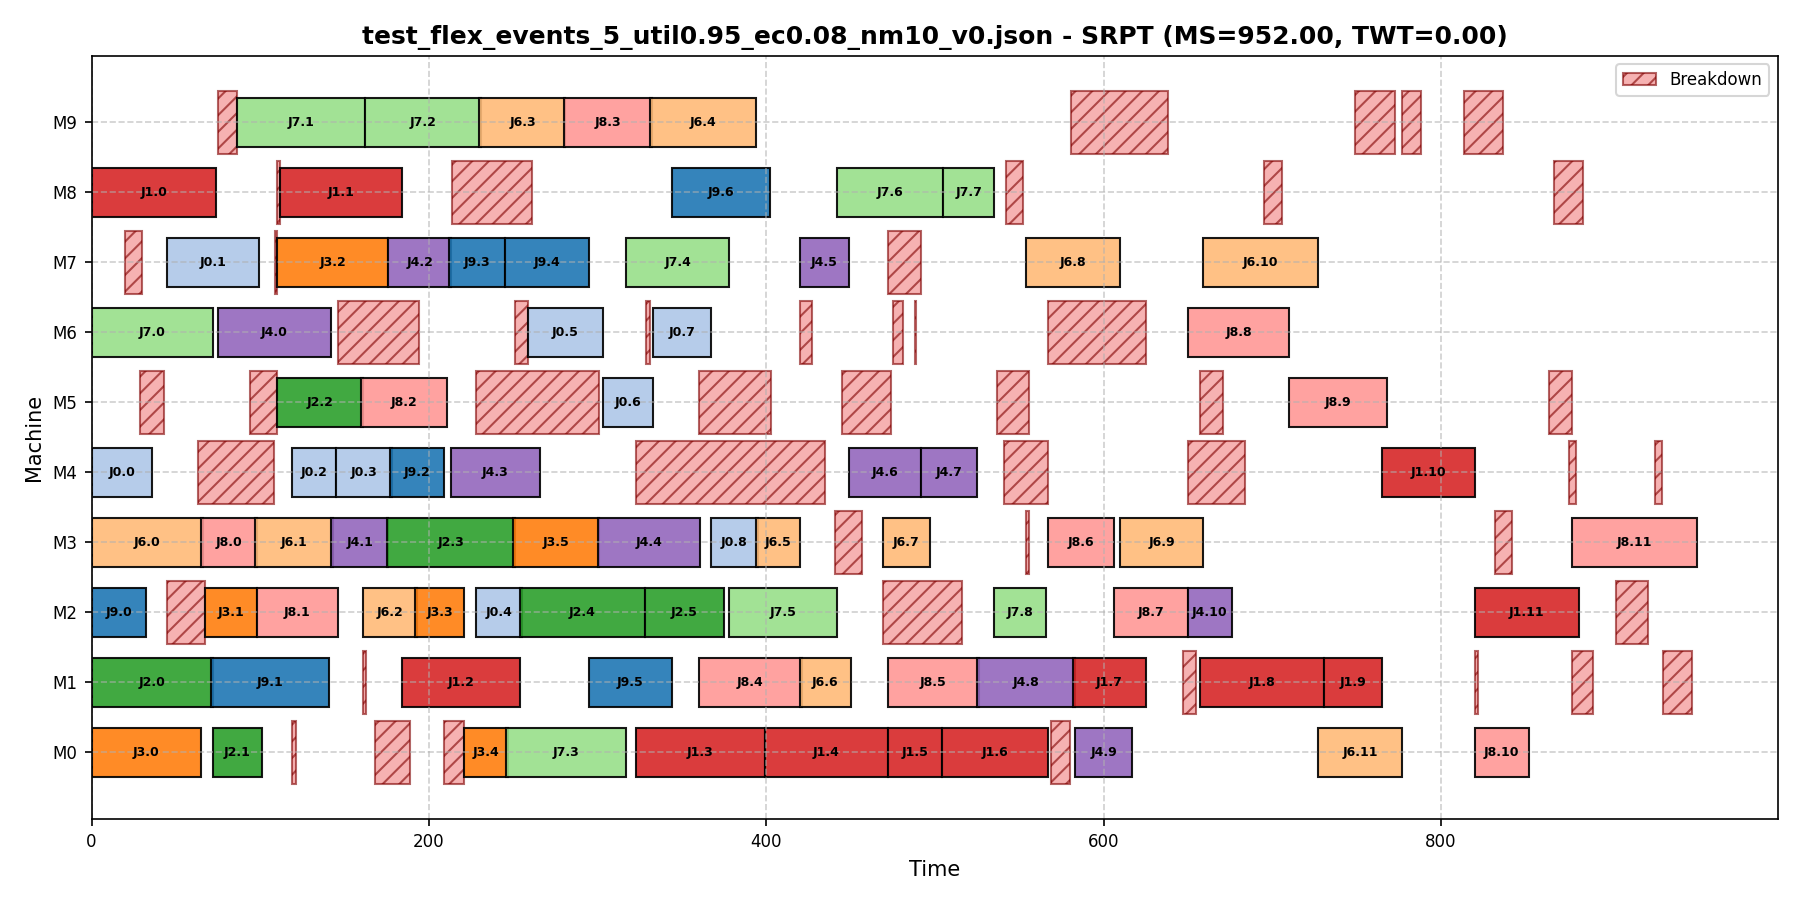 test_flex_events_5_util0.95_ec0.08_nm10_v0.json - SRPT (MS=952.00, TWT=0.00)
Breakdown
M9 J7.1 J7.2 J6.3 J8.3 J6.4
M8 J1.0 J1.1 J9.6 J7.6 J7.7
M7 J0.1 J3.2 J4.2 J9.3 J9.4 J7.4 J4.5 J6.8 J6.10
M6 J7.0 J4.0 J0.5 J0.7 J8.8
M5 J2.2 J8.2 J0.6 J8.9
M4 J0.0 J0.2 J0.3 J9.2 J4.3 J4.6 J4.7 J1.10
M3 J6.0 J8.0 J6.1 J4.1 J2.3 J3.5 J4.4 J0.8 J6.5 J6.7 J8.6 J6.9 J8.11
M2 J9.0 J3.1 J8.1 J6.2 J3.3 J0.4 J2.4 J2.5 J7.5 J7.8 J8.7 J4.10 J1.11
M1 J2.0 J9.1 J1.2 J9.5 J8.4 J6.6 J8.5 J4.8 J1.7 J1.8 J1.9
M0 J3.0 J2.1 J3.4 J7.3 J1.3 J1.4 J1.5 J1.6 J4.9 J6.11 J8.10
Machine
0 200 400 600 800
Time